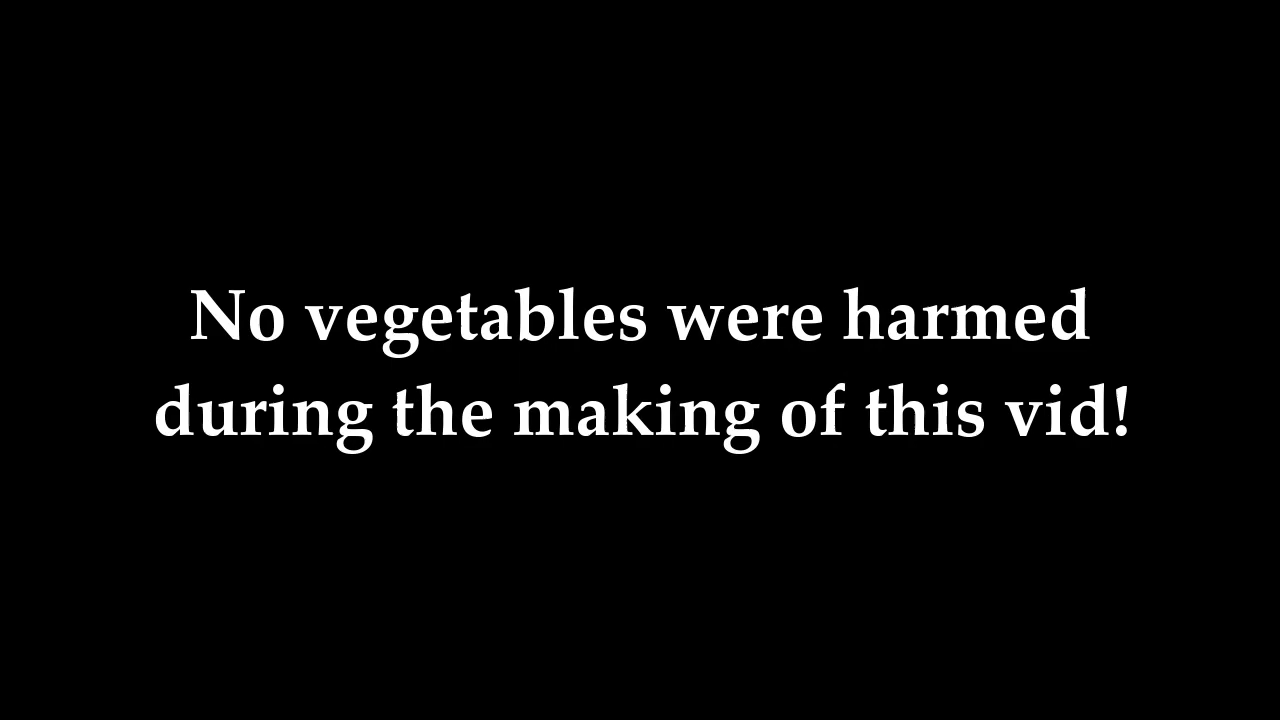 No vegetables were harmed
during the making of this vid!